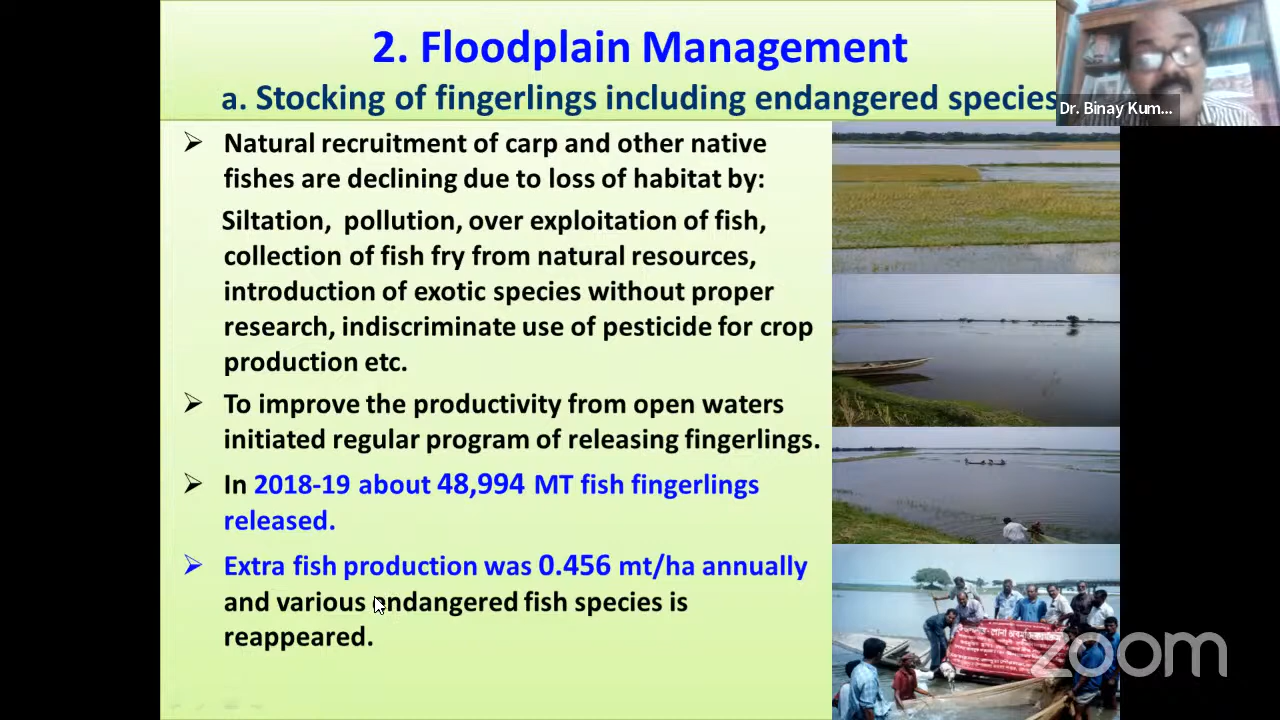 2. Floodplain Management
a. Stocking of fingerlings including endangered species
Dr. Binay Kum...
➢ Natural recruitment of carp and other native
fishes are declining due to loss of habitat by:
Siltation, pollution, over exploitation of fish,
collection of fish fry from natural resources,
introduction of exotic species without proper
research, indiscriminate use of pesticide for crop
production etc.
➢ To improve the productivity from open waters
initiated regular program of releasing fingerlings.
➢ In 2018-19 about 48,994 MT fish fingerlings
released.
➢ Extra fish production was 0.456 mt/ha annually
and various endangered fish species is
reappeared.
zoom